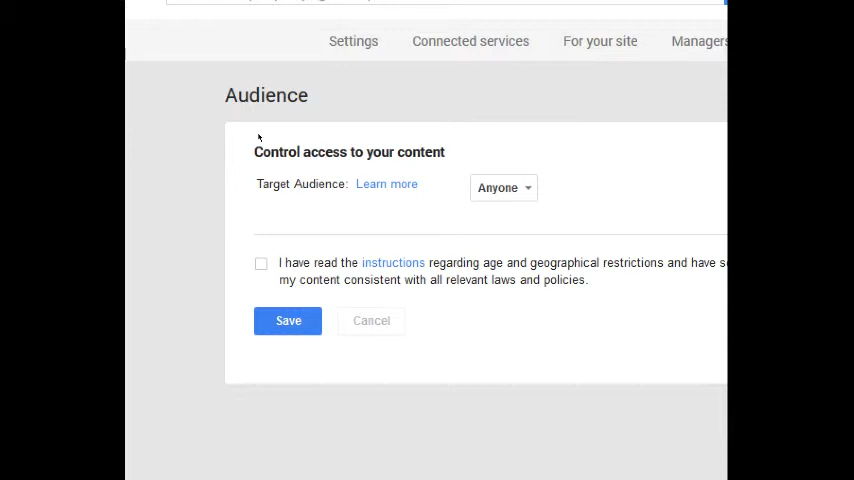 Settings Connected services For your site Managers
Audience
Control access to your content
Target Audience: Learn more Anyone
I have read the instructions regarding age and geographical restrictions and have
my content consistent with all relevant laws and policies.
Save Cancel